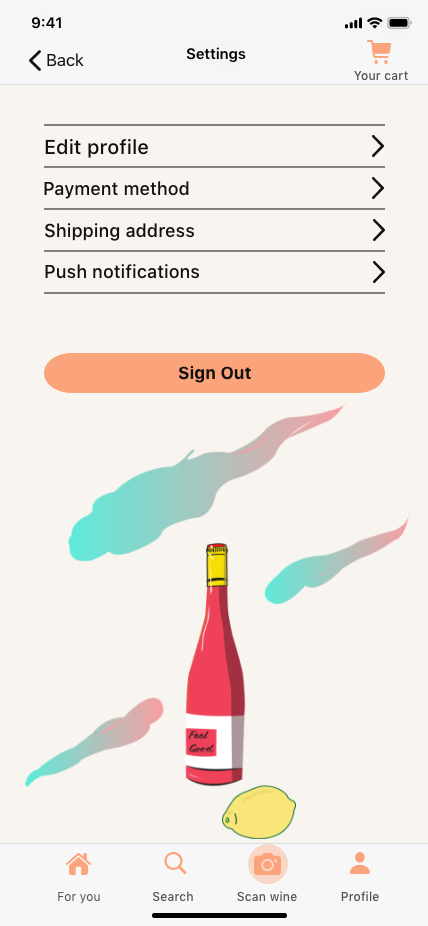 9:41
Back
Settings
Your cart
Edit profile
Payment method
Shipping address
Push notifications
Sign Out
Feel
Good.
For you
Search
Scan wine
Profile